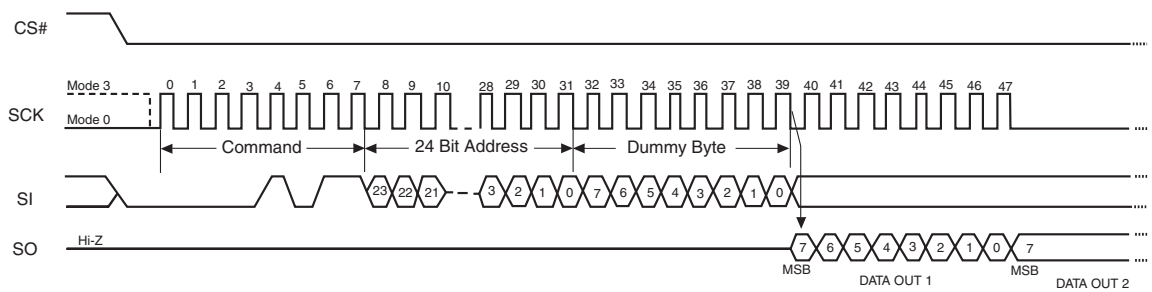 CS#
Mode 3
0 1 2 3 4 5 6 7 8 9 10 28 29 30 31 32 33 34 35 36 37 38 39 40 41 42 43 44 45 46 47
SCK
Mode 0
Command 24 Bit Address Dummy Byte
SI 23 22 21 3 2 1 0 7 6 5 4 3 2 1 0
SO Hi-Z 7 6 5 4 3 2 1 0 7
MSB DATA OUT 1 MSB DATA OUT 2